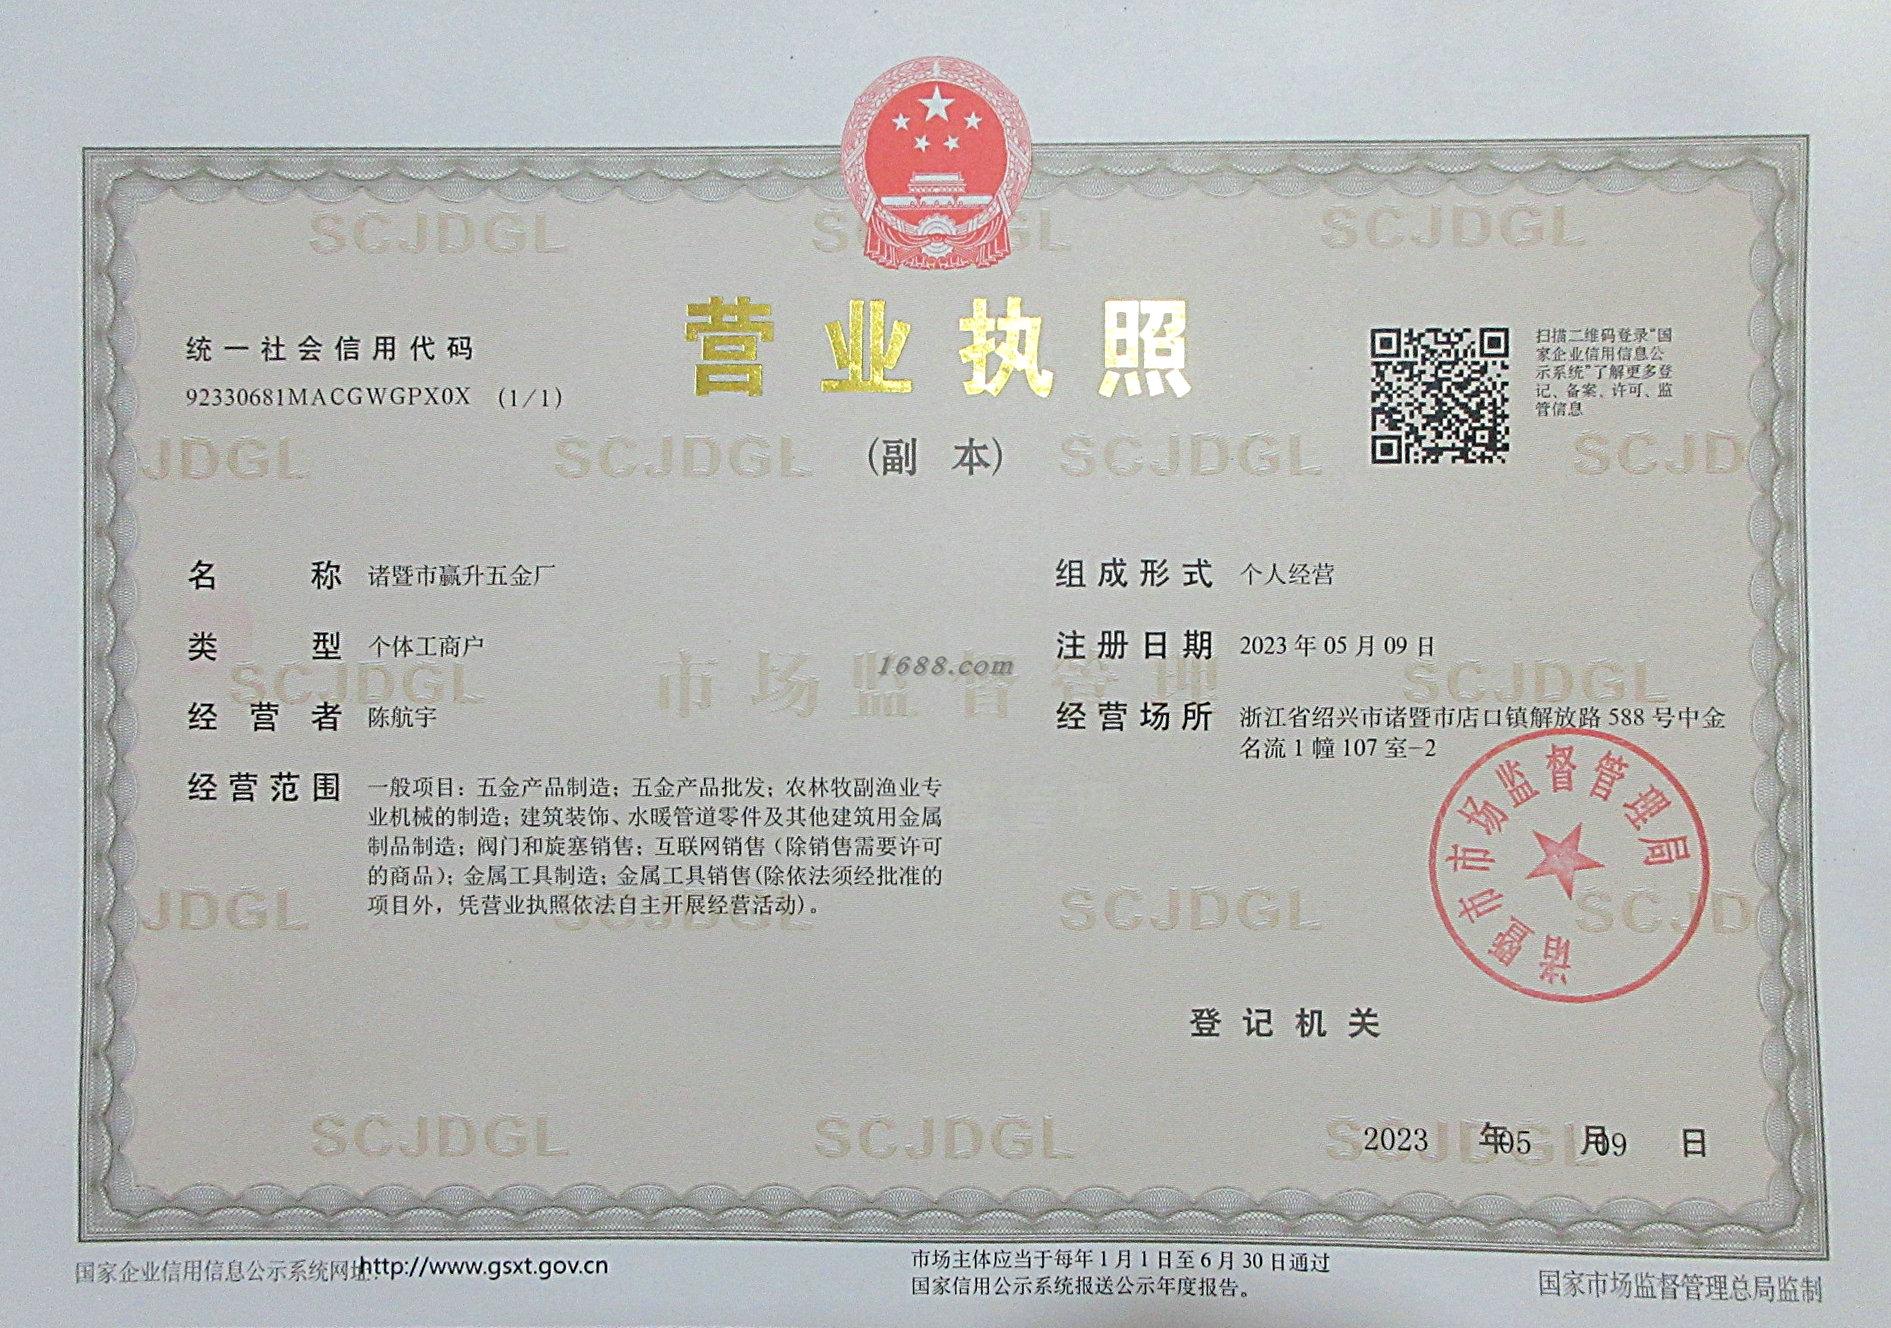 营业执照
(副 本)
统一社会信用代码
92330681MACGWGPX0X (1/1)
扫描二维码登录"国
家企业信用信息公
示系统"了解更多登
记、备案、许可、监
管信息
名 称 诸暨市赢升五金厂
类 型 个体工商户
经 营 者 陈航宇
经营范围 一般项目：五金产品制造；五金产品批发；农林牧副渔业专
业机械的制造；建筑装饰、水暖管道零件及其他建筑用金属
制品制造；阀门和旋塞销售；互联网销售（除销售需要许可
的商品）；金属工具制造；金属工具销售(除依法须经批准的
项目外，凭营业执照依法自主开展经营活动)。
组成形式 个人经营
注册日期 2023 年 05 月 09 日
经营场所 浙江省绍兴市诸暨市店口镇解放路 588 号中金
名流 1 幢 107 室-2
1688.com
市场监督管理
SCJDGL
诸暨市市场监督管理局
登记机关
2023 年 05 月 09 日
国家企业信用信息公示系统网址：http://www.gsxt.gov.cn
市场主体应当于每年 1 月 1 日至 6 月 30 日通过
国家信用公示系统报送公示年度报告。
国家市场监督管理总局监制